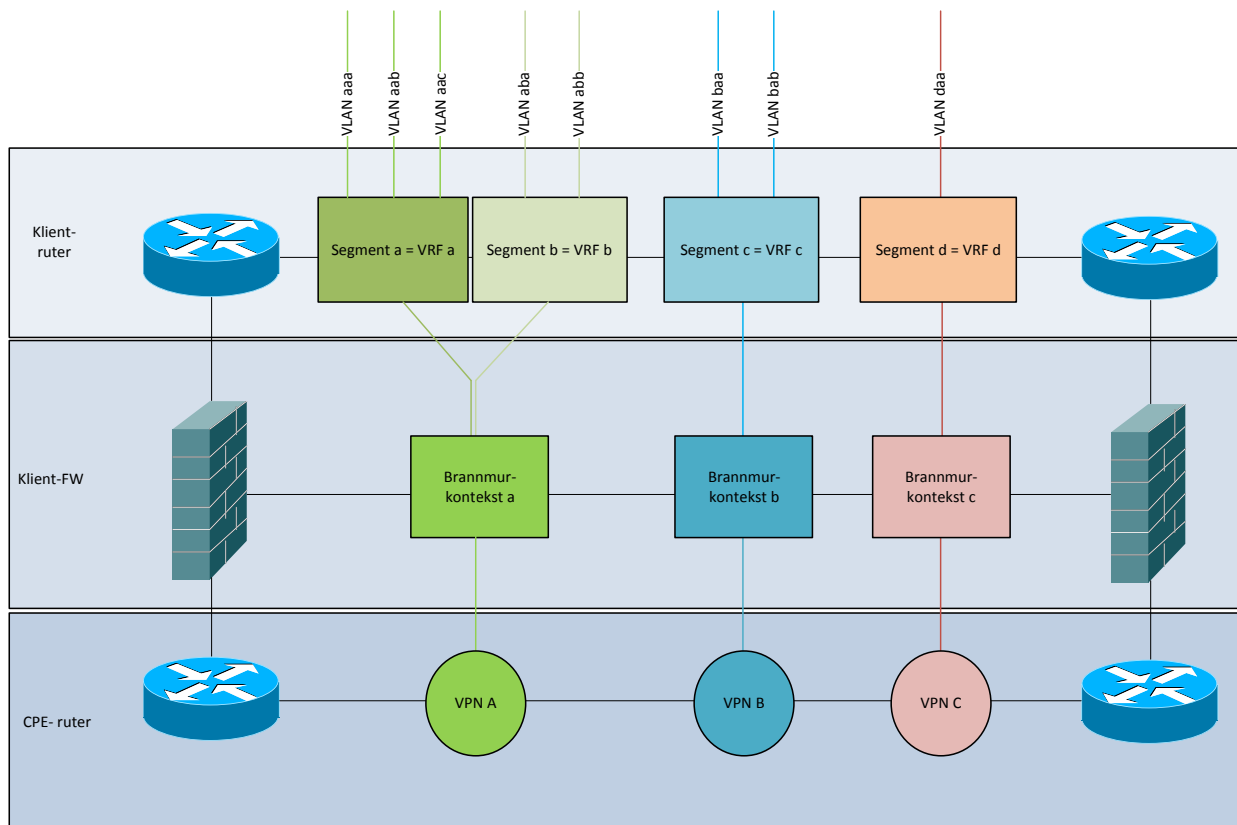 VLAN aaa
VLAN aab
VLAN aac
VLAN aba
VLAN abb
VLAN baa
VLAN bab
VLAN daa
Klient-
ruter
Segment a = VRF a
Segment b = VRF b
Segment c = VRF c
Segment d = VRF d
Klient-FW
Brannmur-
kontekst a
Brannmur-
kontekst b
Brannmur-
kontekst c
CPE- ruter
VPN A
VPN B
VPN C